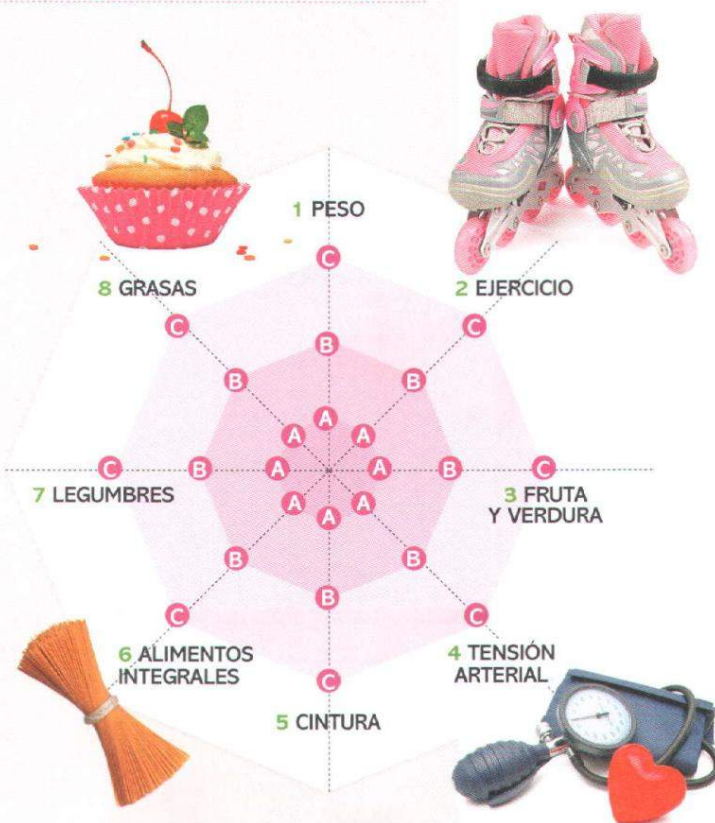 1 PESO
C
8 GRASAS
2 EJERCICIO
C
C
B
B
B
A
A
A
C
B
A
A
B
C
7 LEGUMBRES
3 FRUTA
Y VERDURA
A
A
A
B
B
B
C
C
6 ALIMENTOS
INTEGRALES
4 TENSIÓN
ARTERIAL
C
5 CINTURA